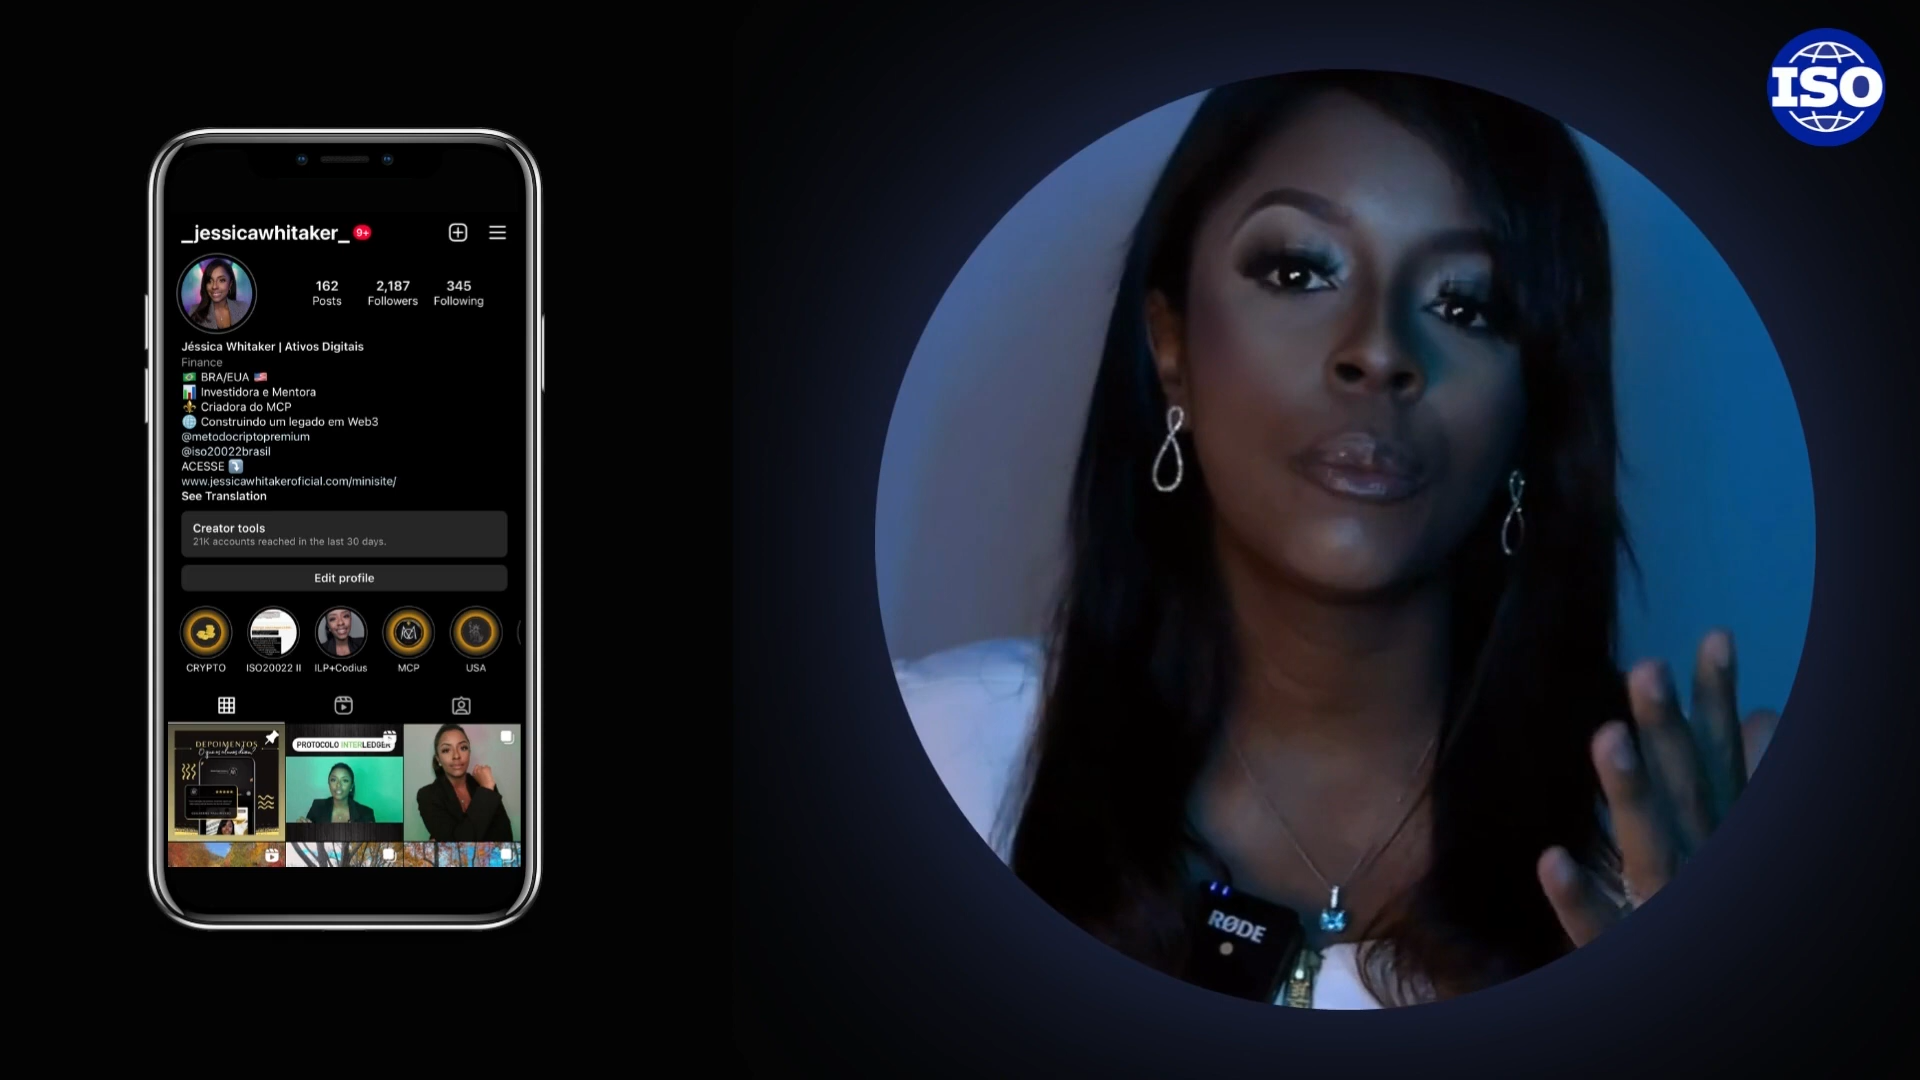 ISO
_jessicawhitaker_ 9+
162 2,187 345
Posts Followers Following
Jéssica Whitaker | Ativos Digitais
Finance
BRA/EUA
Investidora e Mentora
Criadora do MCP
Construindo um legado em Web3
@metodocriptopremium
@iso20022brasil
ACESSE
www.jessicawhitakeroficial.com/minisite/
See Translation
Creator tools
21K accounts reached in the last 30 days.
Edit profile
CRYPTO ISO20022 II ILP+Codius MCP USA
DEPOIMENTOS
PROTOCOLO INTERLEDGER
RØDE